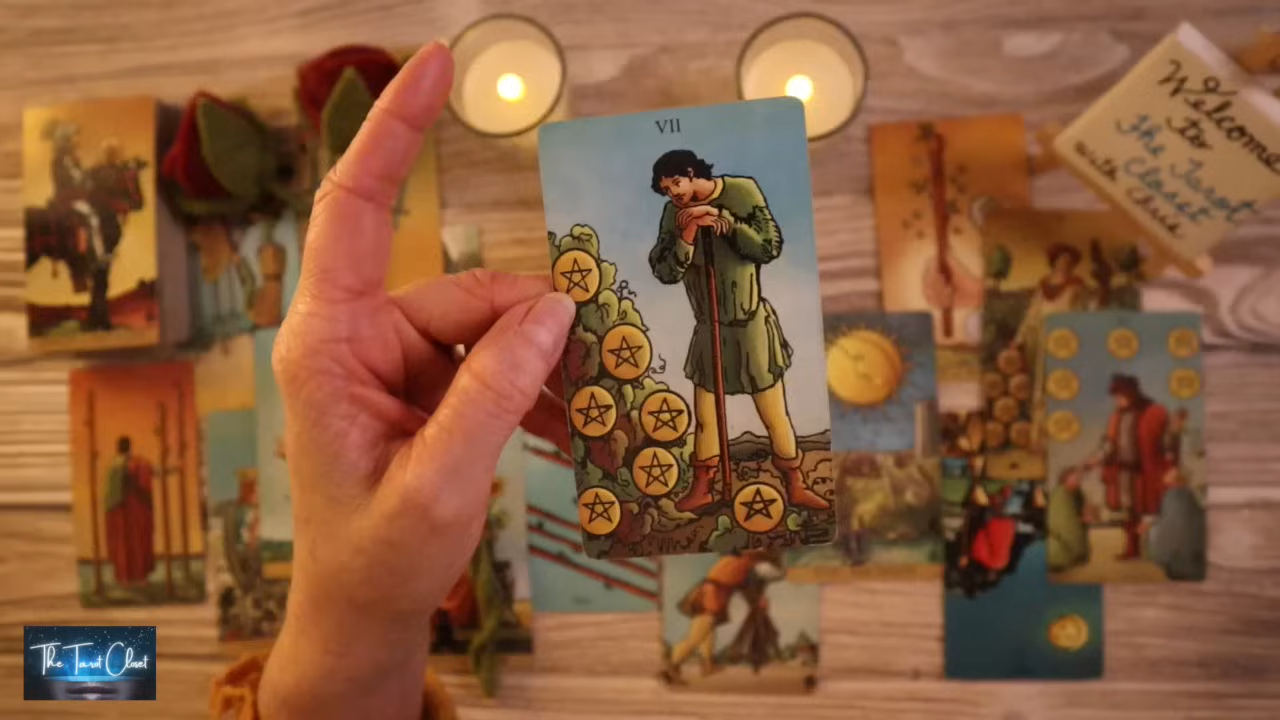 VII
Welcome
to
The Tarot
Closet
with Chris
The Tarot Closet